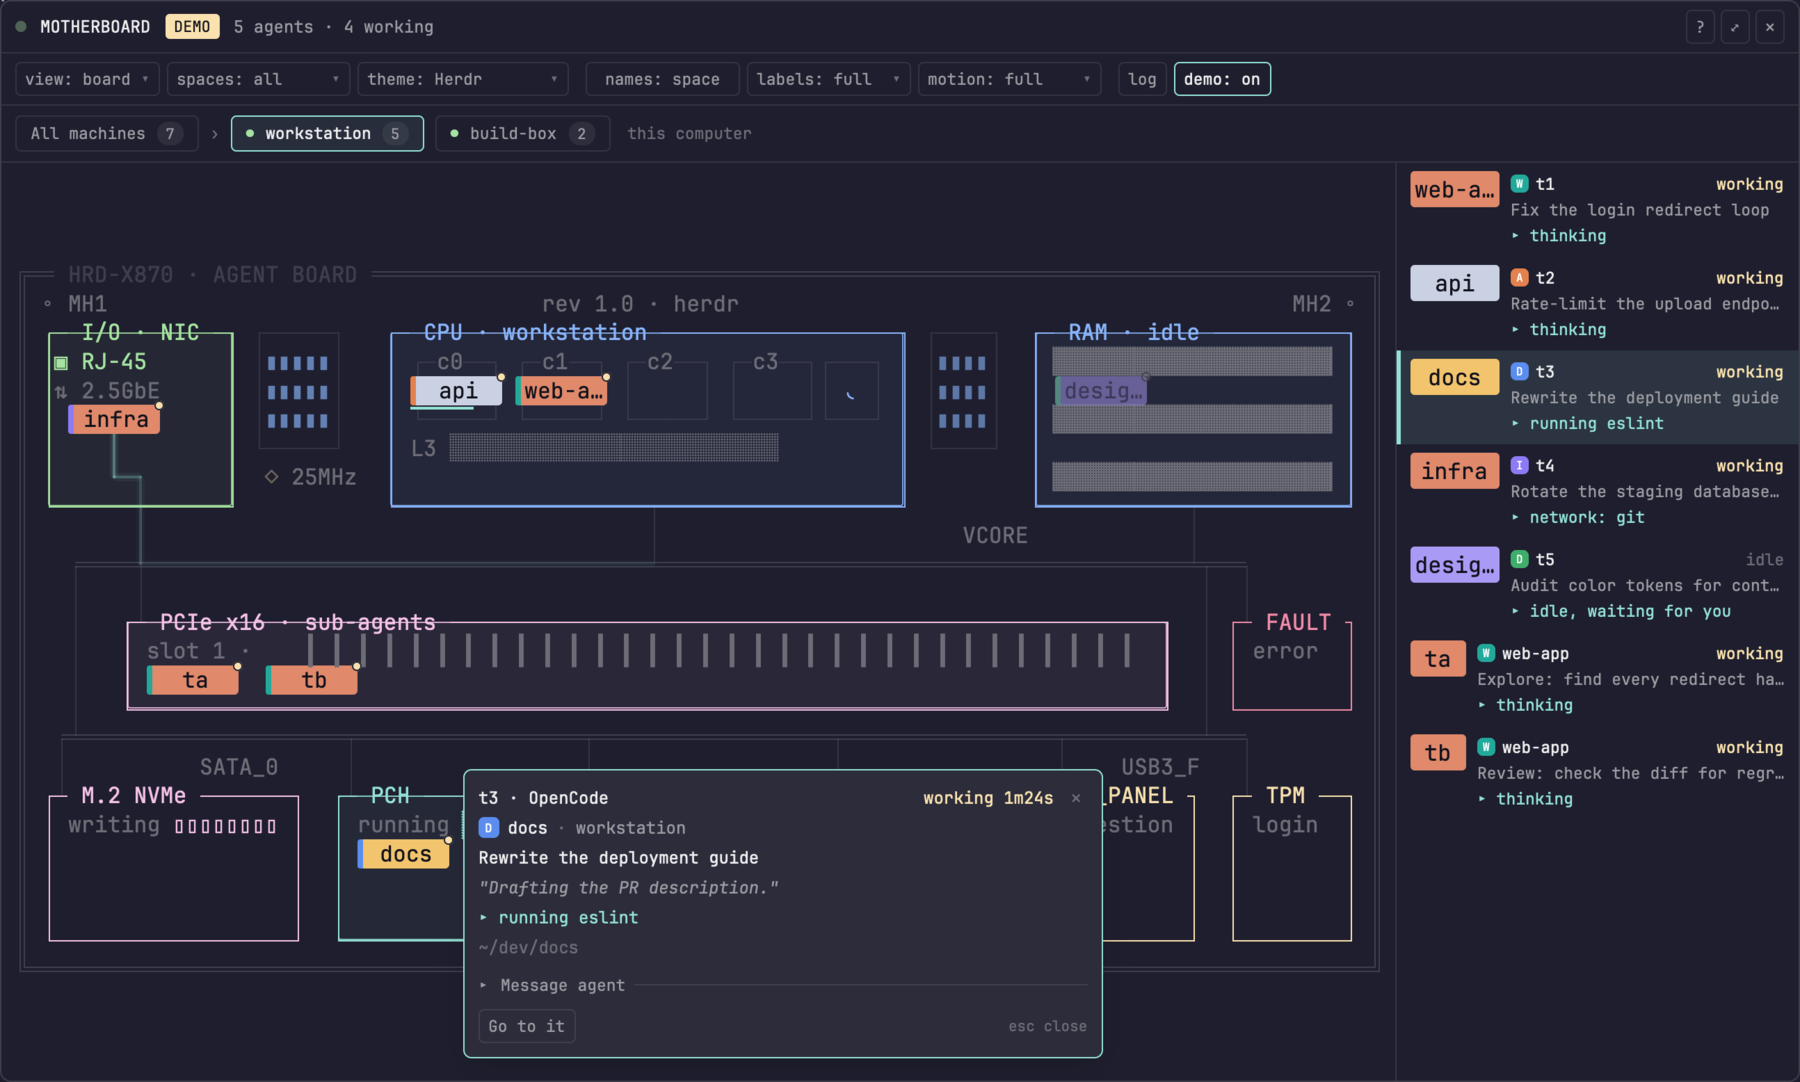 MOTHERBOARD DEMO 5 agents · 4 working ? ⤢ ×
view: board ▾ spaces: all ▾ theme: Herdr ▾ names: space labels: full ▾ motion: full ▾ log demo: on
All machines 7 › workstation 5 build-box 2 this computer
HRD-X870 · AGENT BOARD
MH1 rev 1.0 · herdr MH2
I/O · NIC
RJ-45
2.5GbE
infra
CPU · workstation
c0 c1 c2 c3
api web-a…
L3
25MHz
RAM · idle
desig…
VCORE
PCIe x16 · sub-agents
slot 1 ·
ta tb
FAULT
error
SATA_0 USB3_F
M.2 NVMe
writing
PCH
running
docs
_PANEL
estion
TPM
login
t3 · OpenCode working 1m24s ×
D docs · workstation
Rewrite the deployment guide
"Drafting the PR description."
▸ running eslint
~/dev/docs
▸ Message agent
Go to it esc close
web-a… W t1 working
Fix the login redirect loop
▸ thinking
api A t2 working
Rate-limit the upload endpo…
▸ thinking
docs D t3 working
Rewrite the deployment guide
▸ running eslint
infra I t4 working
Rotate the staging database…
▸ network: git
desig… D t5 idle
Audit color tokens for cont…
▸ idle, waiting for you
ta W web-app working
Explore: find every redirect ha…
▸ thinking
tb W web-app working
Review: check the diff for regr…
▸ thinking